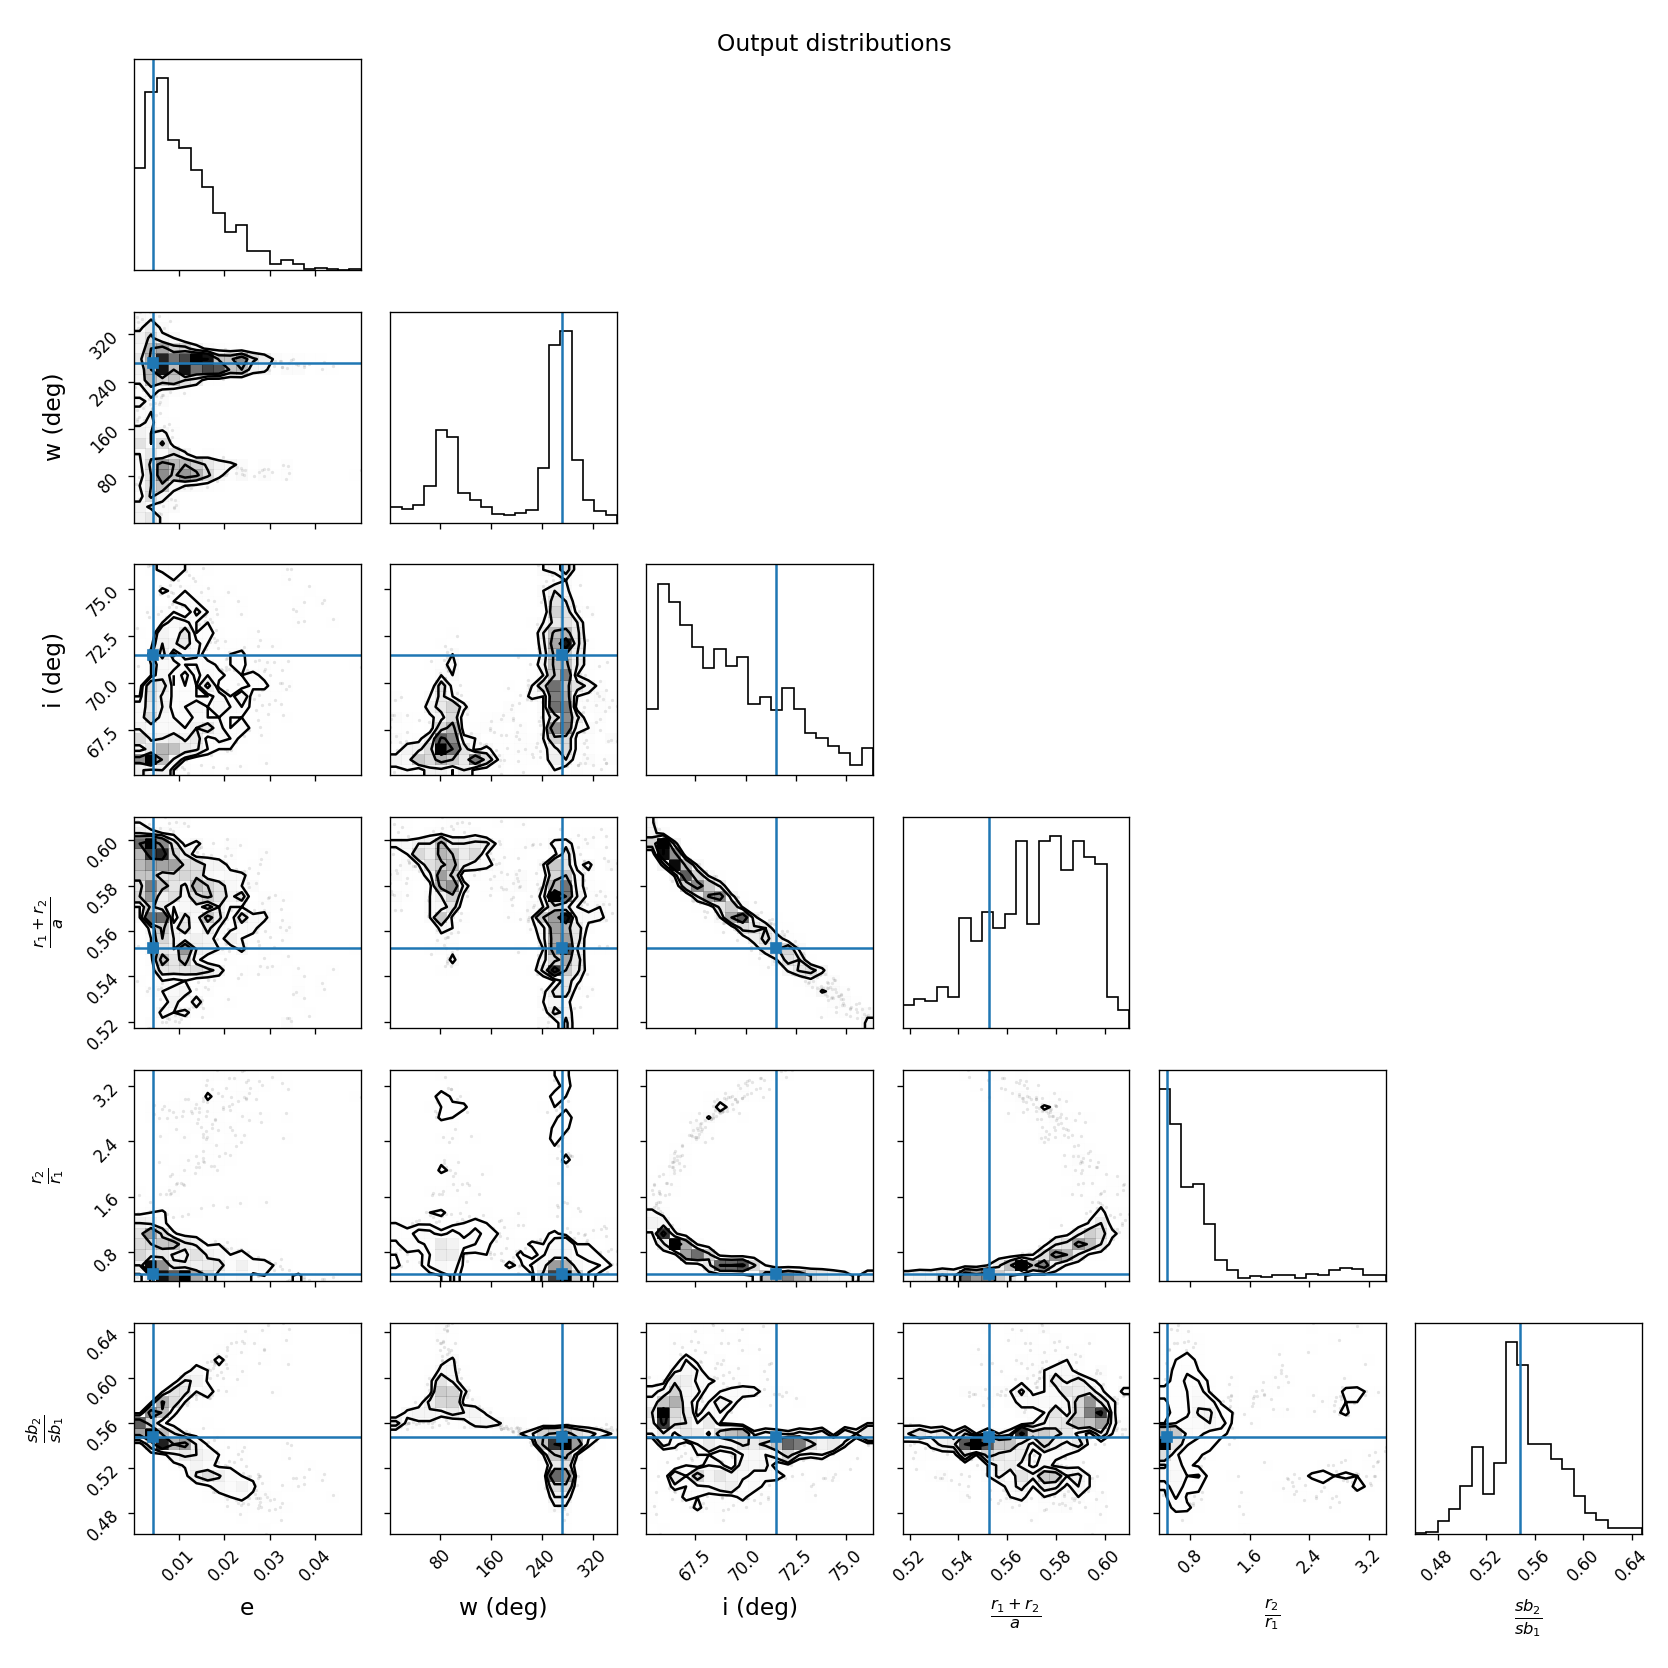 Output distributions
w (deg)
320
240
160
80
i (deg)
75.0
72.5
70.0
67.5
r₁ + r₂
a
0.60
0.58
0.56
0.54
0.52
r₂
r₁
3.2
2.4
1.6
0.8
sb₂
sb₁
0.64
0.60
0.56
0.52
0.48
0.01 0.02 0.03 0.04 80 160 240 320 67.5 70.0 72.5 75.0 0.52 0.54 0.56 0.58 0.60 0.8 1.6 2.4 3.2 0.48 0.52 0.56 0.60 0.64
e w (deg) i (deg) r₁ + r₂ r₂ sb₂
a r₁ sb₁